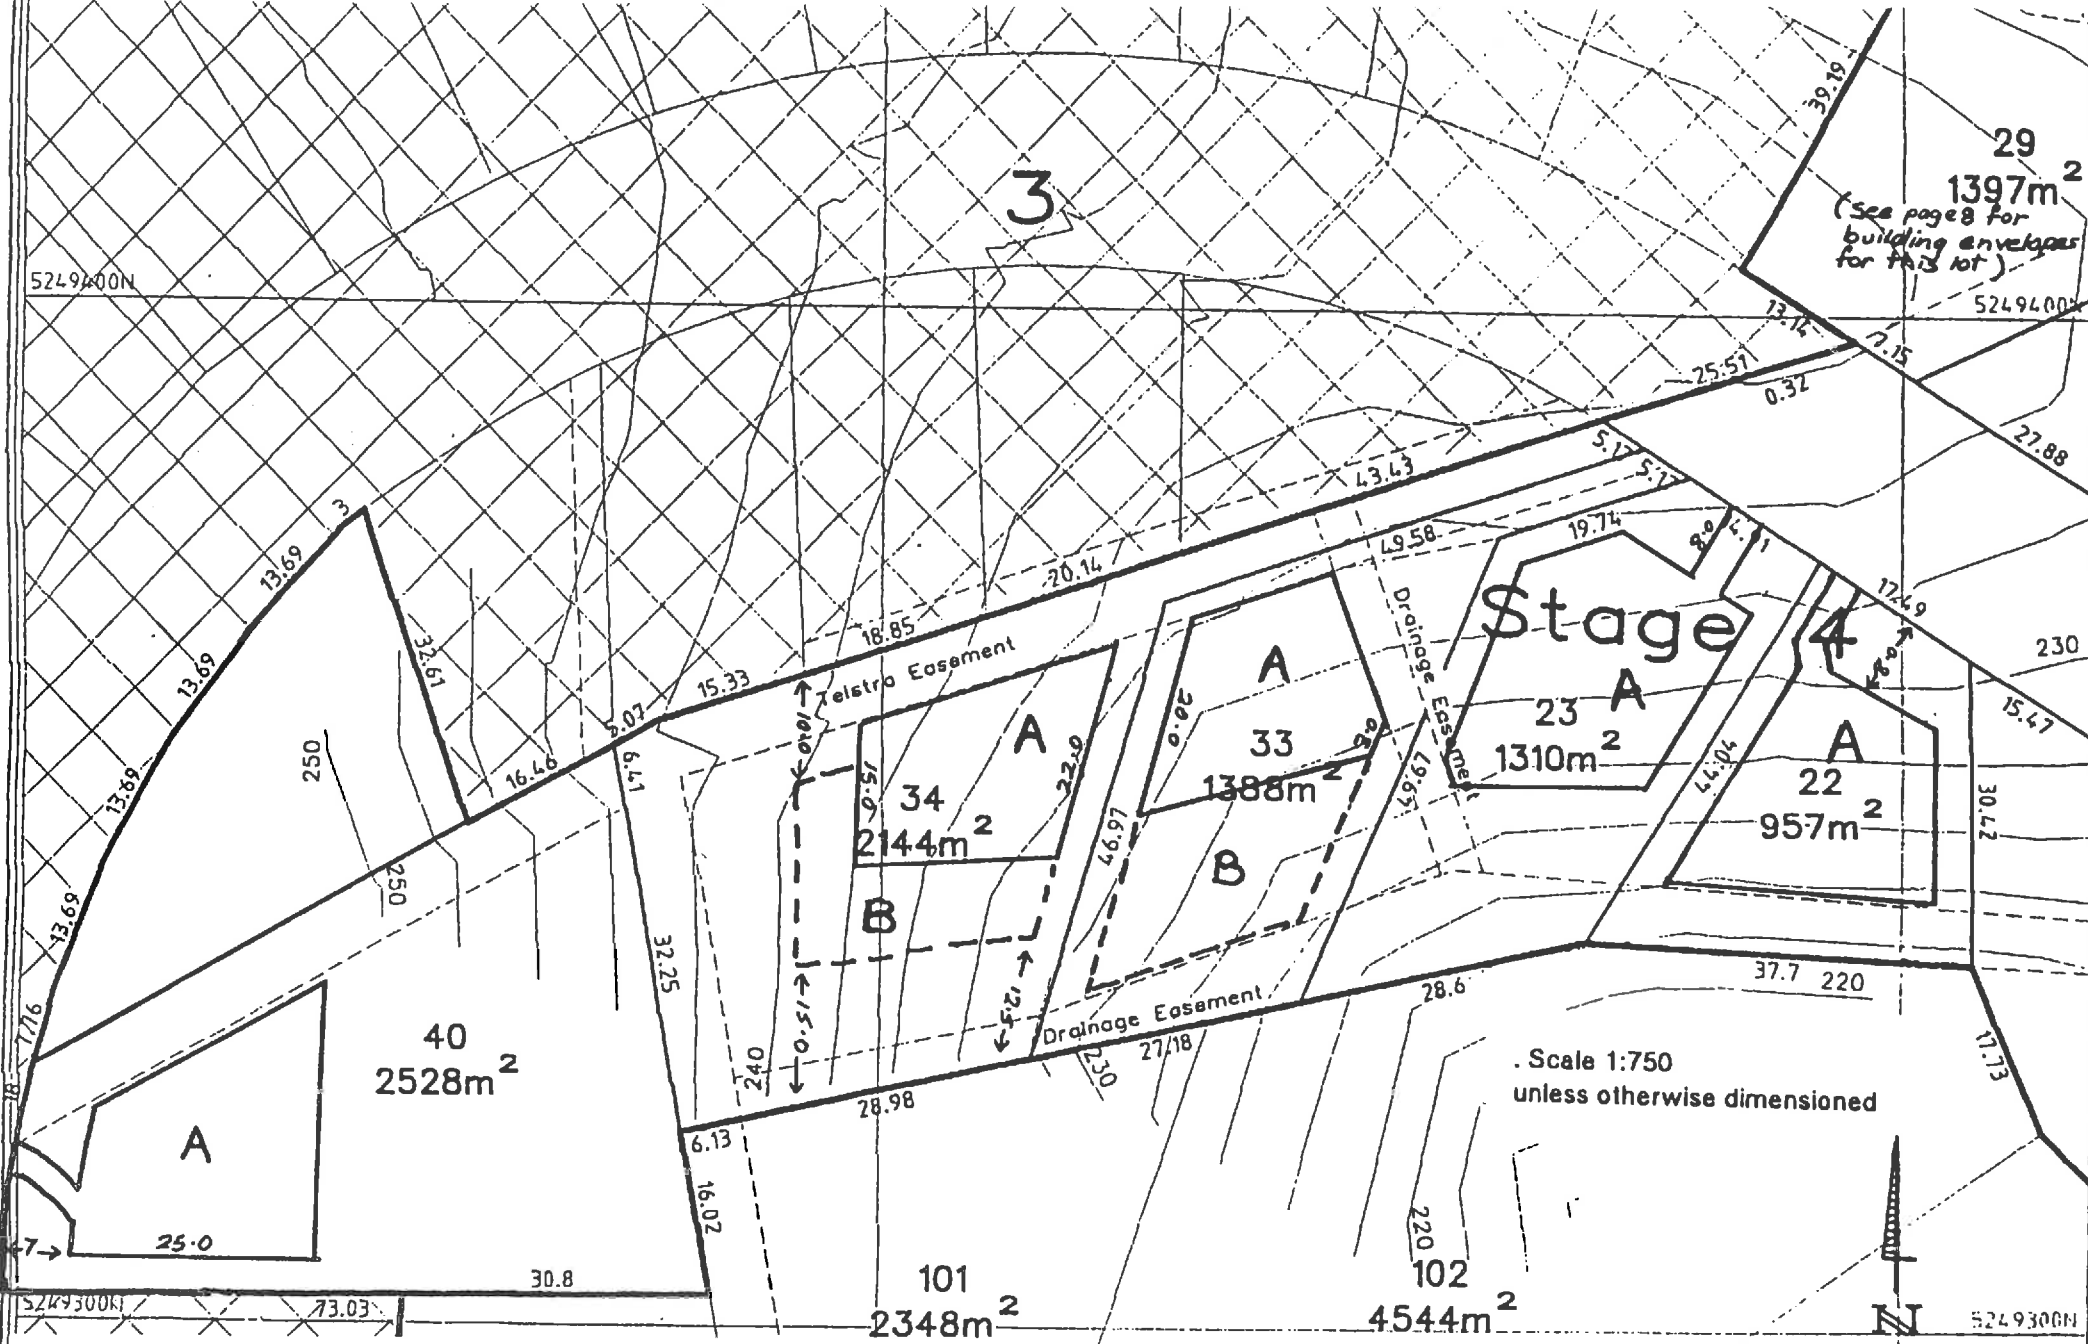 39.19
29
1397m²
3
(see page 8 for
building envelopes
for this lot)
5249400N
5249400N
13.14
7.15
25.57
0.32
27.88
5.17
5.17
43.43
3
13.69
49.58
19.74
8.0
4.
17.49
20.14
Drainage Easement
Stage 4
18.85
Telstra Easement
32.61
13.69
15.33
8.0
230
A
A
A
23
1310m²
15.47
20.0
33
1388m²
5.0
10.0
A
22.0
15.0
34
2144m²
250
16.46
6.41
13.69
44.04
A
22
957m²
30.42
46.97
B
B
250
13.69
32.25
37.7
220
28.6
15.0
12.5
Drainage Easement
27.18
230
240
40
2528m²
. Scale 1:750
unless otherwise dimensioned
17.73
28.98
6.13
A
16.02
220
7
25.0
30.8
101
2348m²
102
4544m²
5249300N
73.03
N
5249300N